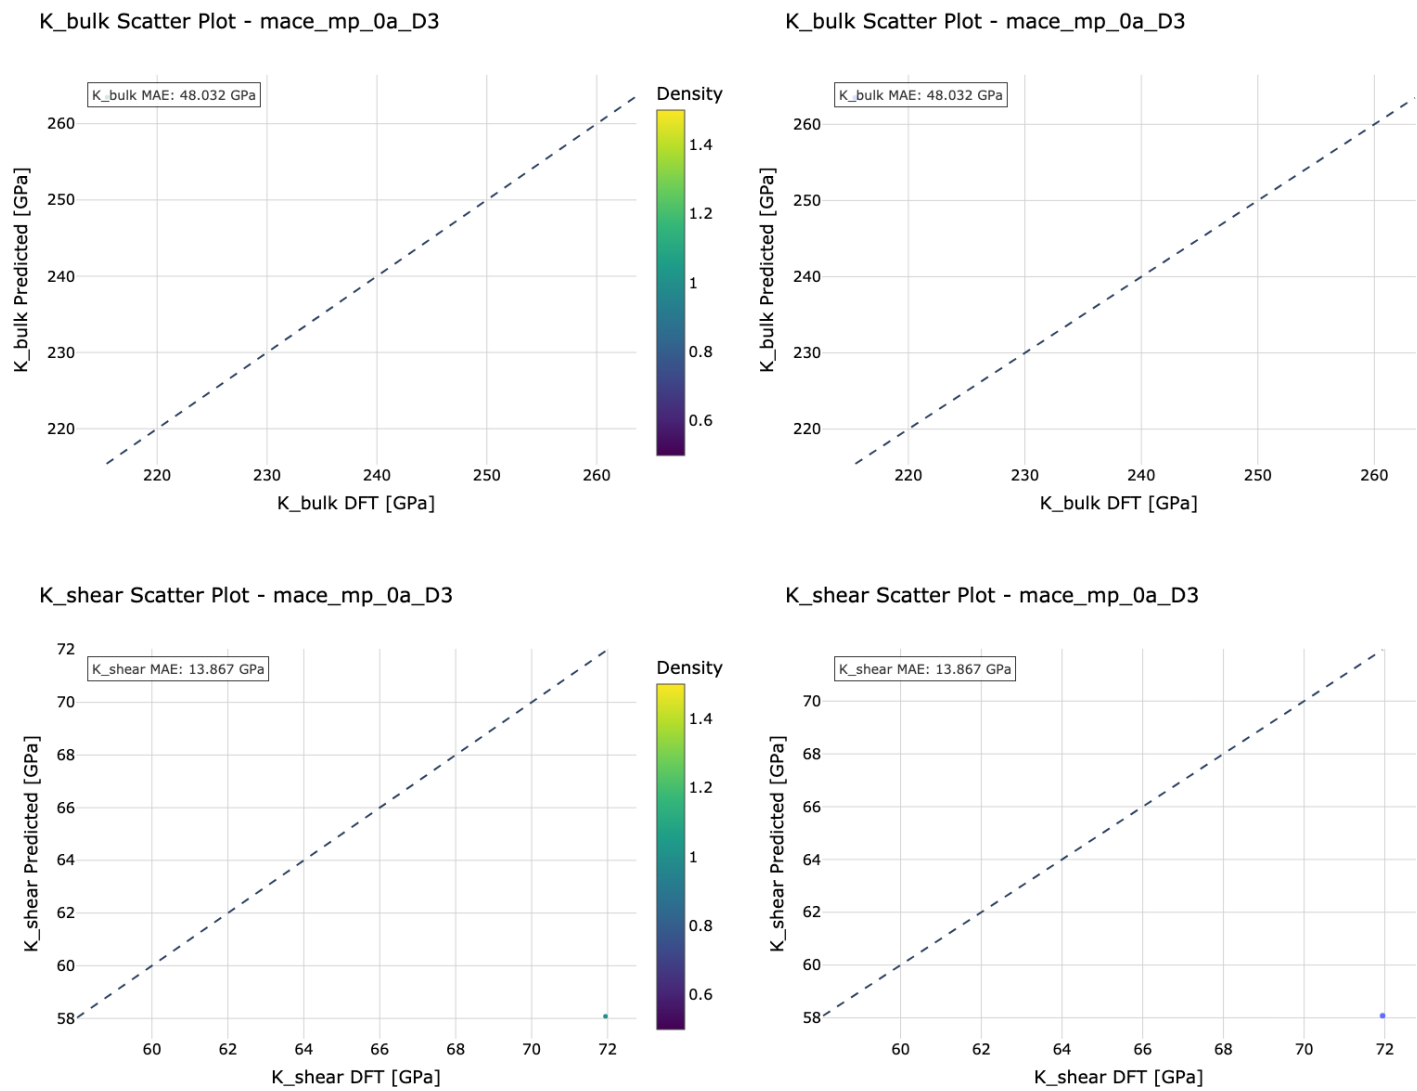 K_bulk Scatter Plot - mace_mp_0a_D3
K_bulk MAE: 48.032 GPa
Density
260
250
240
230
220
1.4
1.2
1
0.8
0.6
K_bulk Predicted [GPa]
220 230 240 250 260
K_bulk DFT [GPa]
K_bulk Scatter Plot - mace_mp_0a_D3
K_bulk MAE: 48.032 GPa
260
250
240
230
220
K_bulk Predicted [GPa]
220 230 240 250 260
K_bulk DFT [GPa]
K_shear Scatter Plot - mace_mp_0a_D3
K_shear MAE: 13.867 GPa
Density
72
70
68
66
64
62
60
58
1.4
1.2
1
0.8
0.6
K_shear Predicted [GPa]
60 62 64 66 68 70 72
K_shear DFT [GPa]
K_shear Scatter Plot - mace_mp_0a_D3
K_shear MAE: 13.867 GPa
70
68
66
64
62
60
58
K_shear Predicted [GPa]
60 62 64 66 68 70 72
K_shear DFT [GPa]